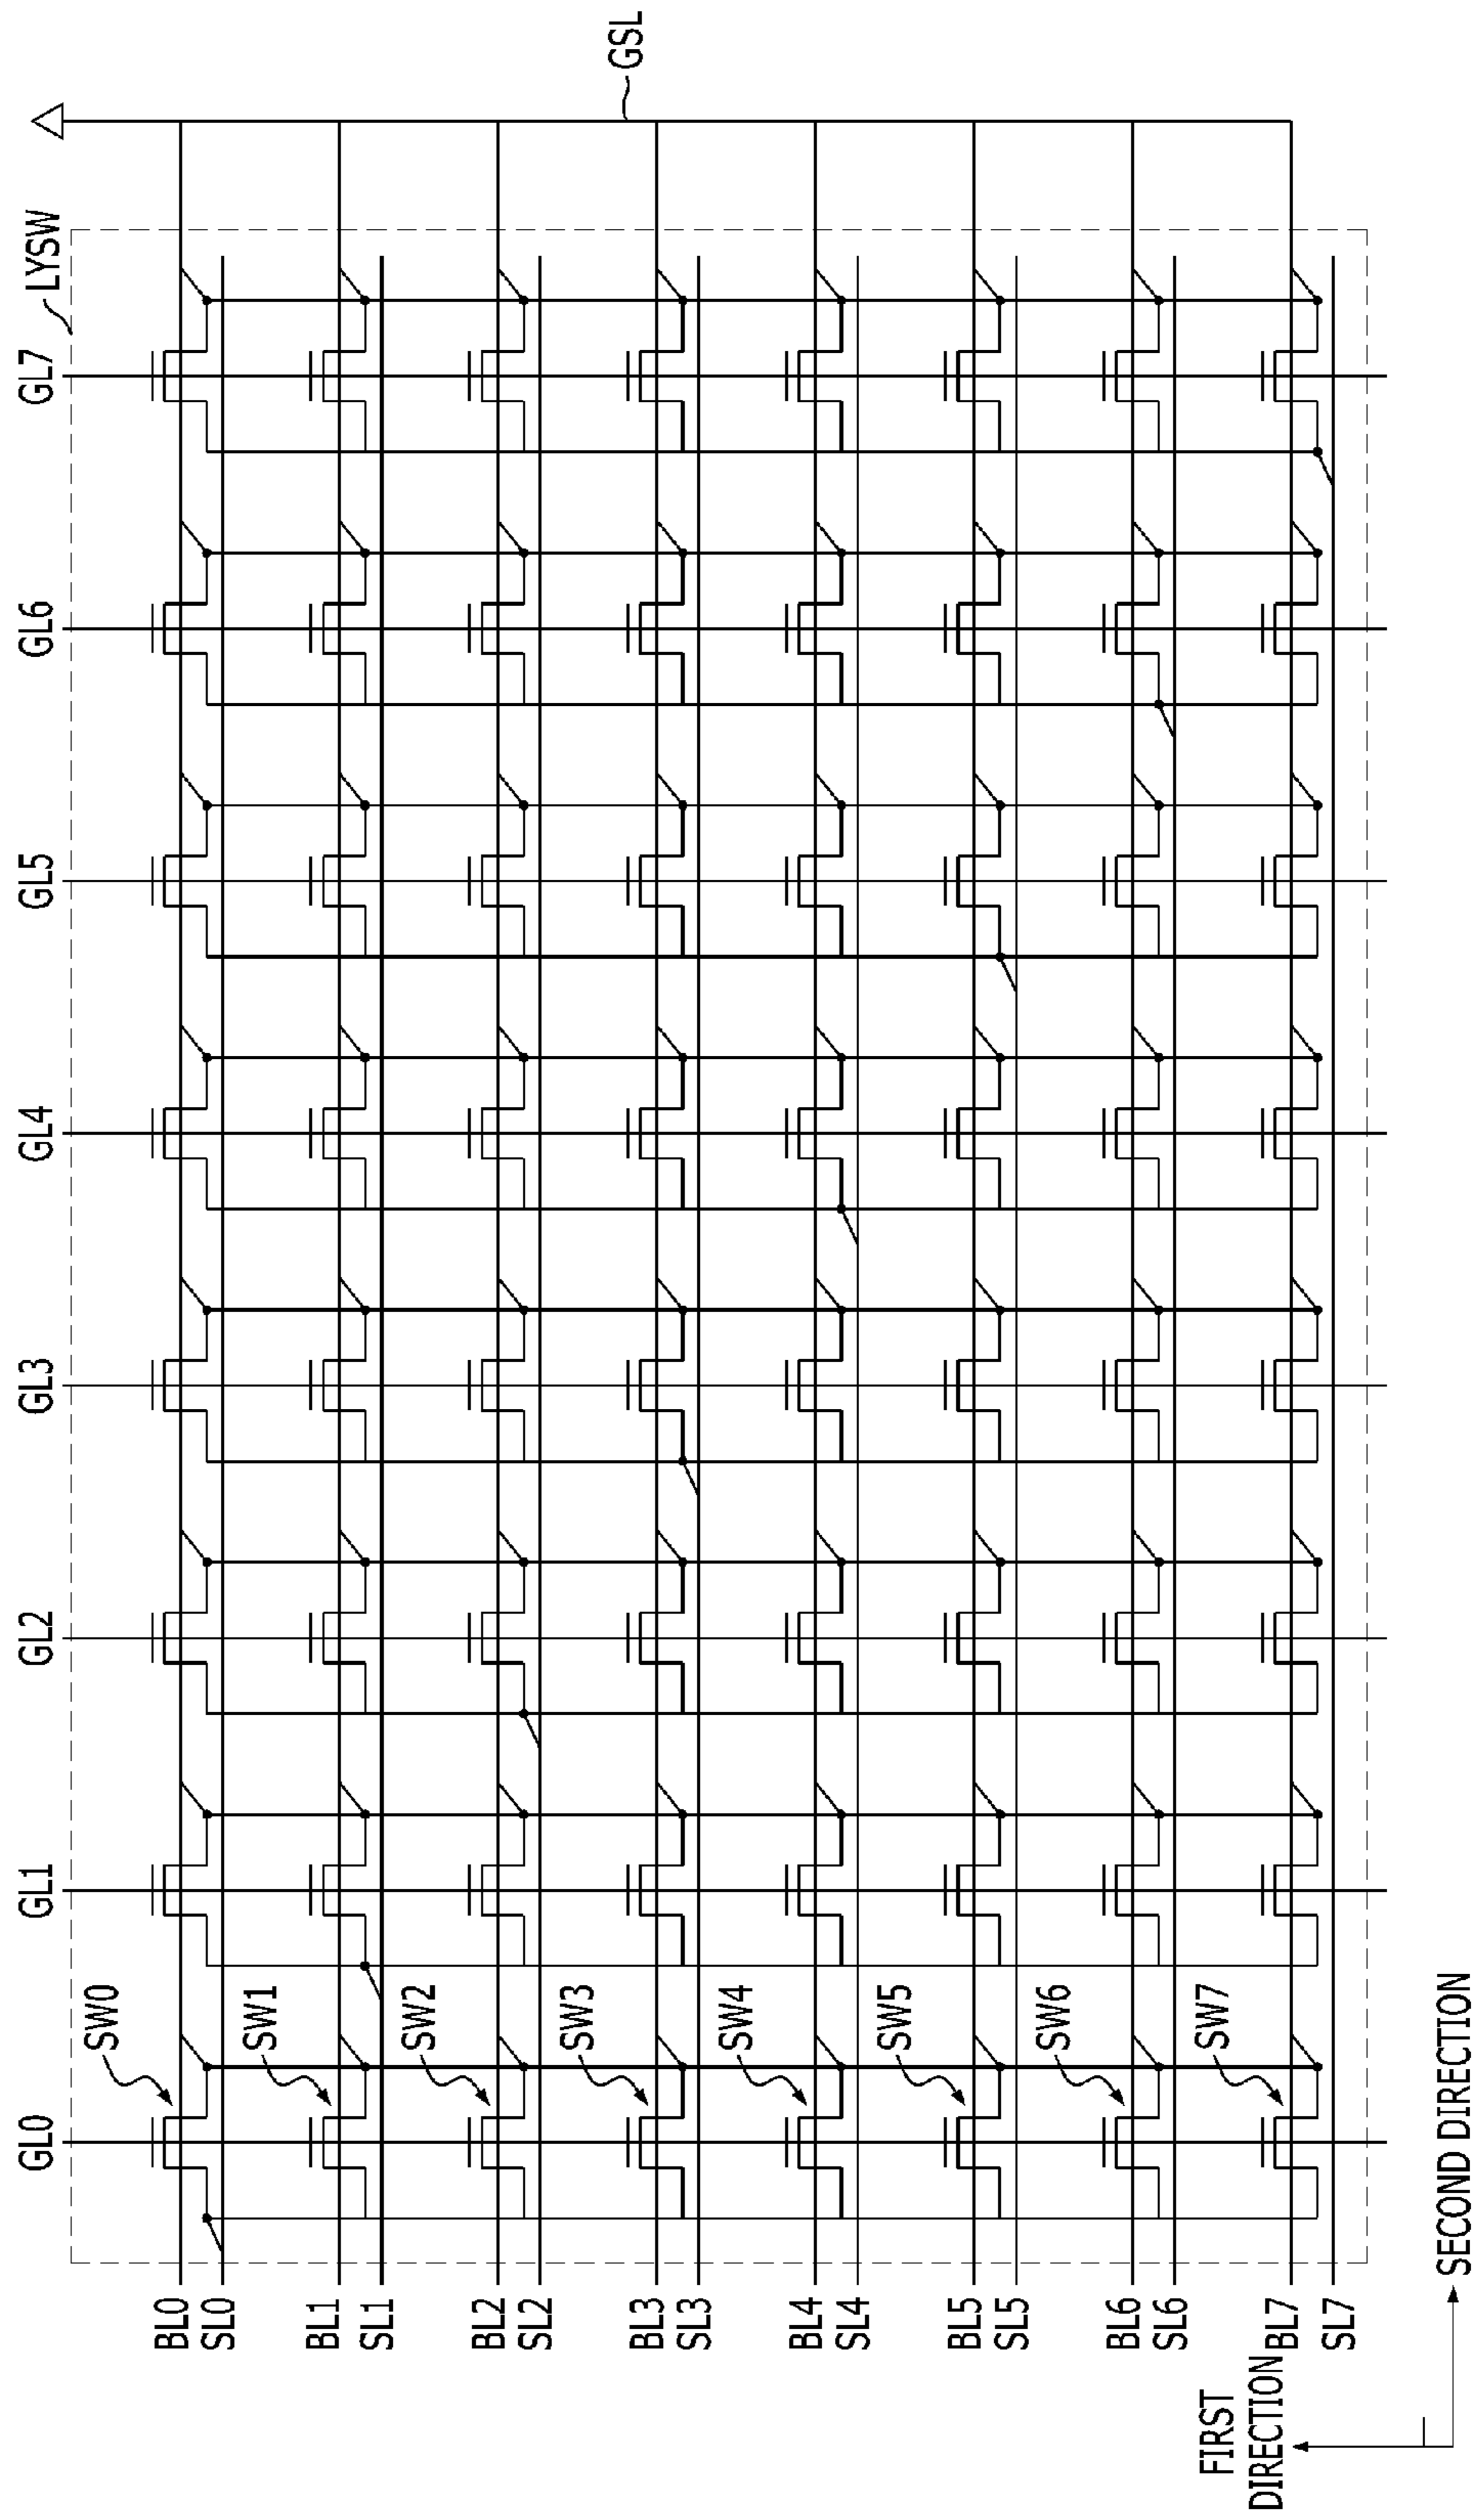 GL0
GL1
GL2
GL3
GL4
GL5
GL6
GL7
LYSW
GSL
SW0
SW1
SW2
SW3
SW4
SW5
SW6
SW7
BL0
SL0
BL1
SL1
BL2
SL2
BL3
SL3
BL4
SL4
BL5
SL5
BL6
SL6
BL7
SL7
FIRST
DIRECTION
SECOND DIRECTION